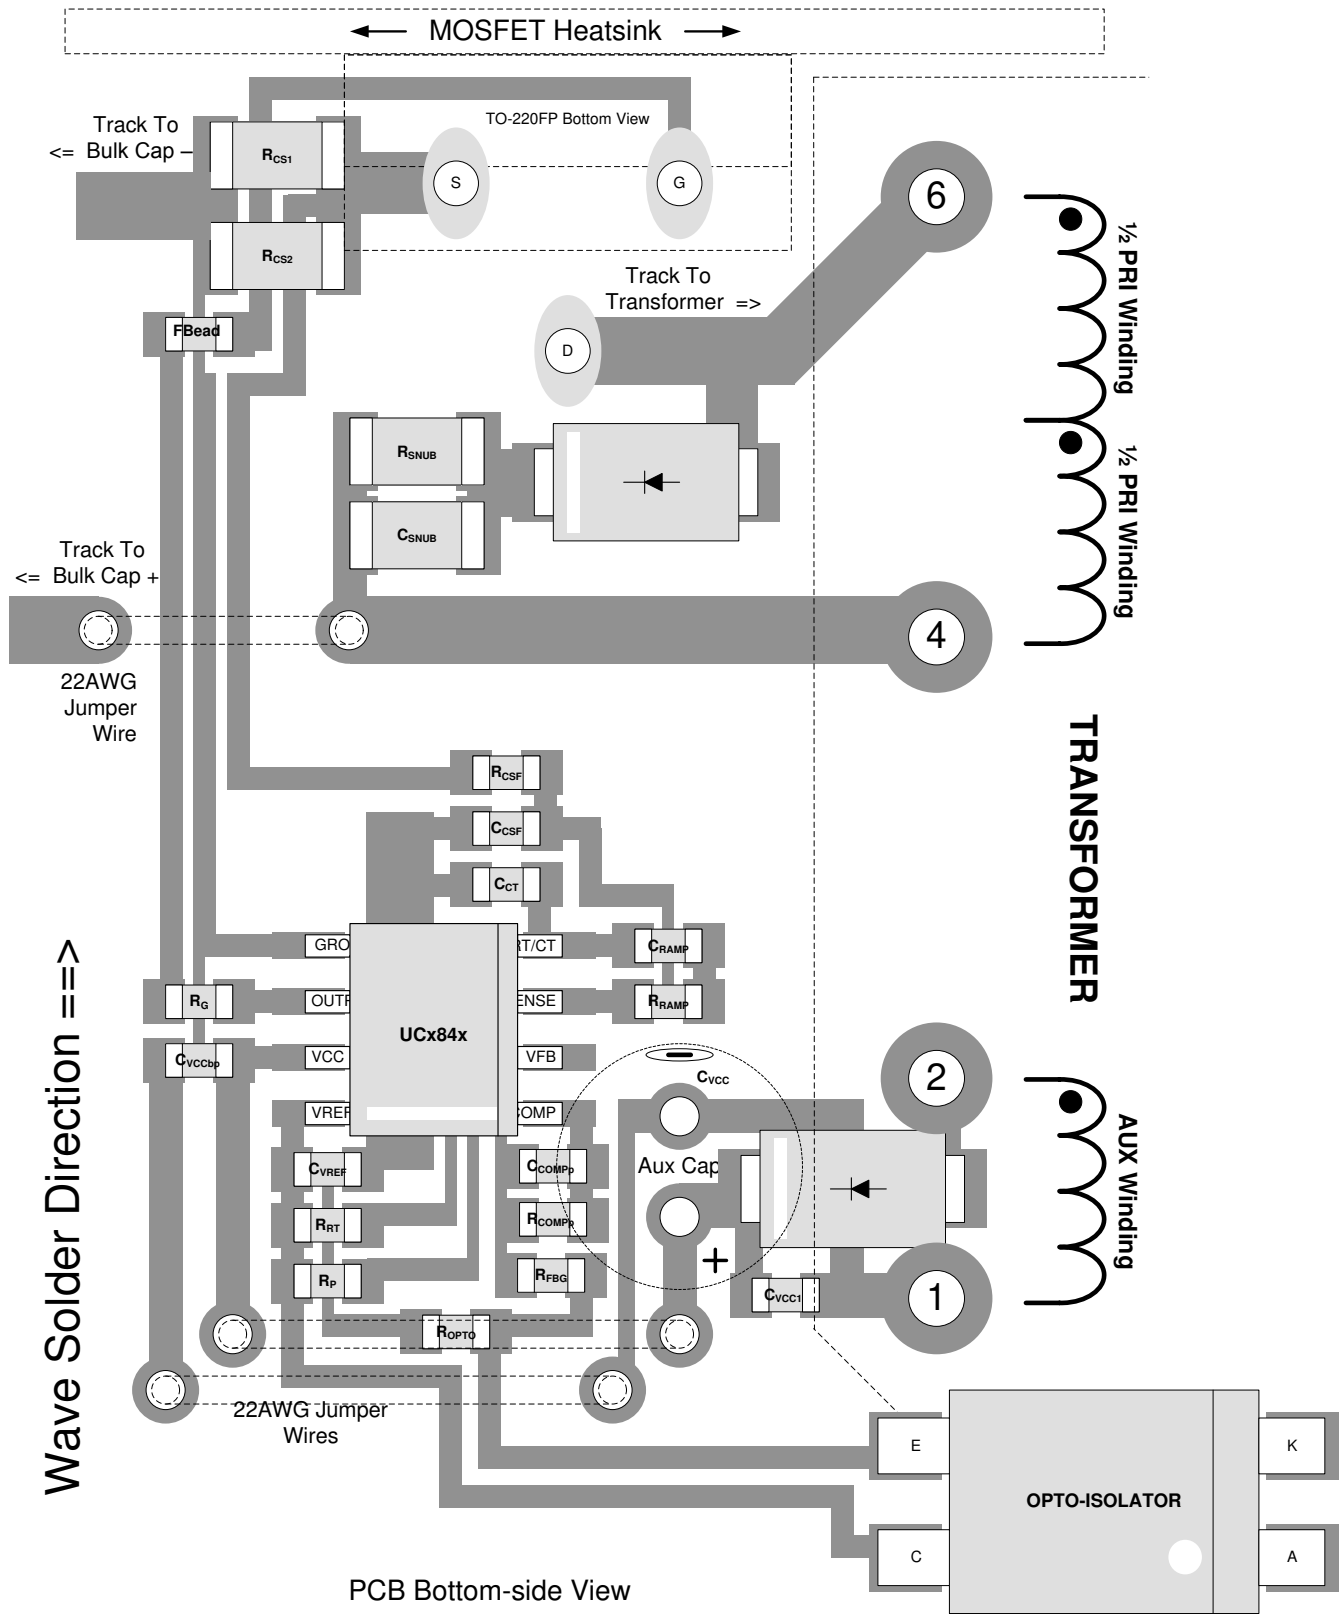 MOSFET Heatsink
TO-220FP Bottom View
Track To
<= Bulk Cap –
RCS1
S
G
6
RCS2
½ PRI Winding
Track To
Transformer =>
FBead
D
RSNUB
½ PRI Winding
CSNUB
Track To
<= Bulk Cap +
4
22AWG
Jumper
Wire
TRANSFORMER
RCSF
CCSF
CCT
GRO
RT/CT
CRAMP
RG
OUTP
UCx84x
ENSE
RRAMP
CVCCbp
VCC
VFB
–
CVCC
2
VREF
COMP
AUX Winding
CVREF
CCOMPp
Aux Cap
RRT
RCOMPp
+
RP
RFBG
CVCC1
1
ROPTO
22AWG Jumper
Wires
Wave Solder Direction ==>
E
K
OPTO-ISOLATOR
C
A
PCB Bottom-side View